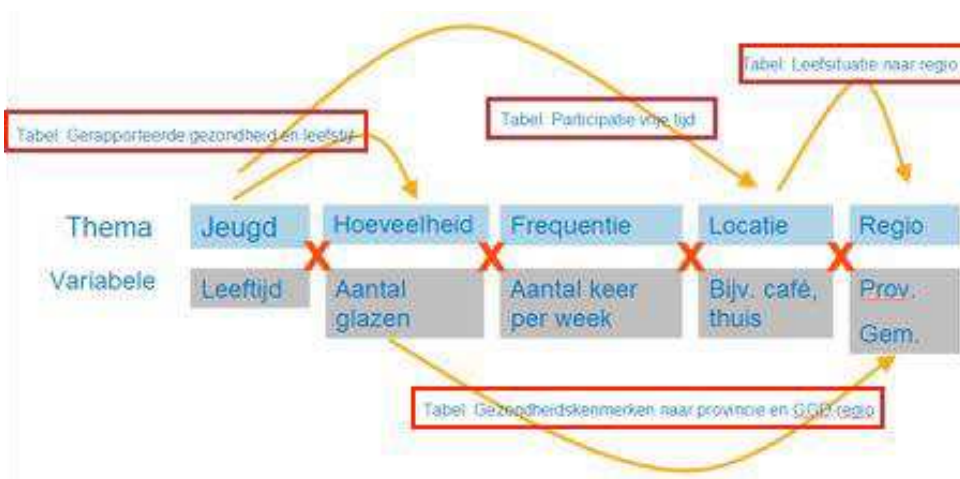 Tabel: Leefsituatie naar regio
Tabel: Gerapporteerde gezondheid en leefstijl
Tabel: Participatie vrije tijd
Thema Jeugd Hoeveelheid Frequentie Locatie Regio
X X X X
Variabele Leeftijd Aantal glazen Aantal keer per week Bijv. café, thuis Prov. Gem.
Tabel: Gezondheidskenmerken naar provincie en GGD regio